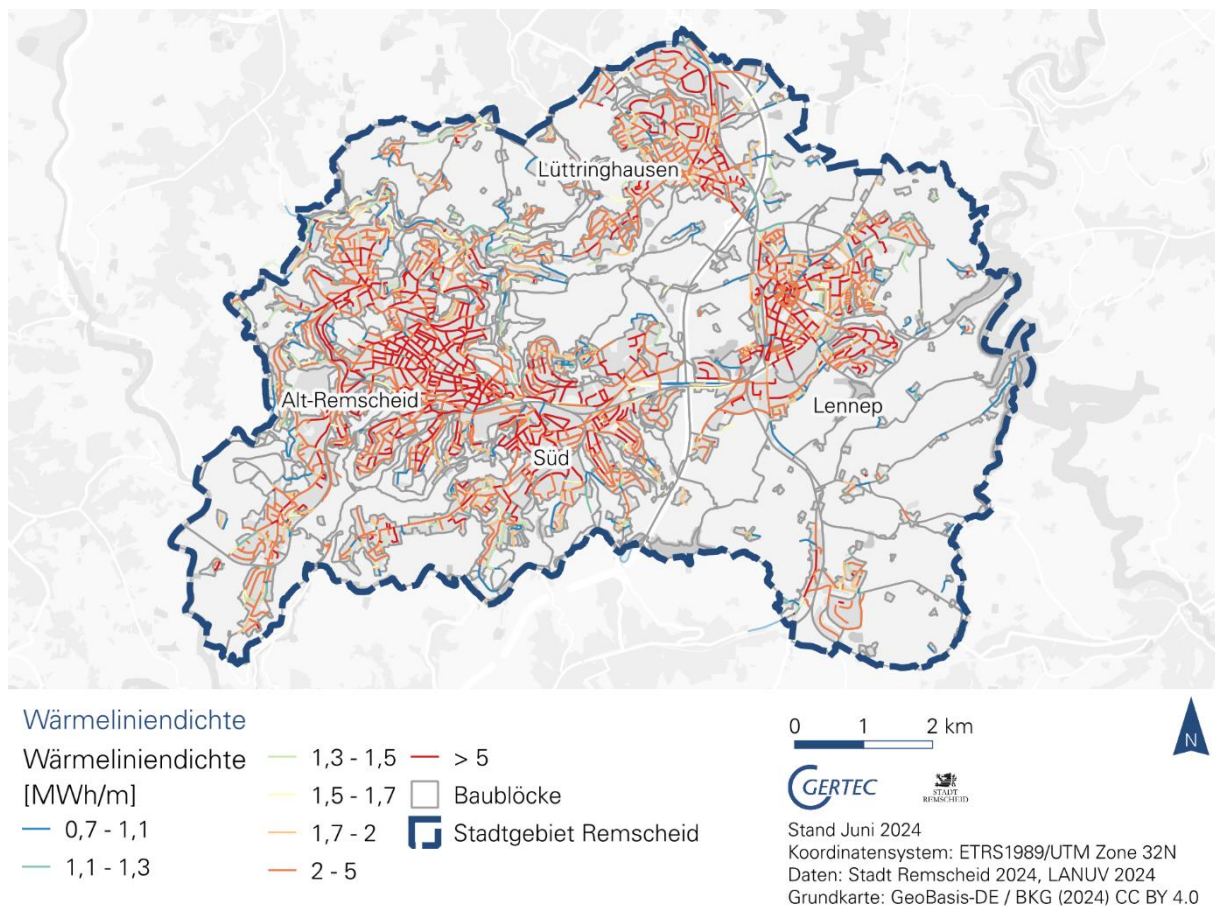 Lüttringhausen
Alt-Remscheid
Lennep
Süd
Wärmeliniendichte
Wärmeliniendichte
[MWh/m]
0,7 - 1,1
1,1 - 1,3
1,3 - 1,5
1,5 - 1,7
1,7 - 2
2 - 5
> 5
Baublöcke
Stadtgebiet Remscheid
0 1 2 km
N
GERTEC
STADT
REMSCHEID
Stand Juni 2024
Koordinatensystem: ETRS1989/UTM Zone 32N
Daten: Stadt Remscheid 2024, LANUV 2024
Grundkarte: GeoBasis-DE / BKG (2024) CC BY 4.0